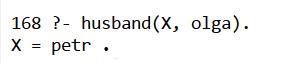 168 ?- husband(X, olga).
X = petr .